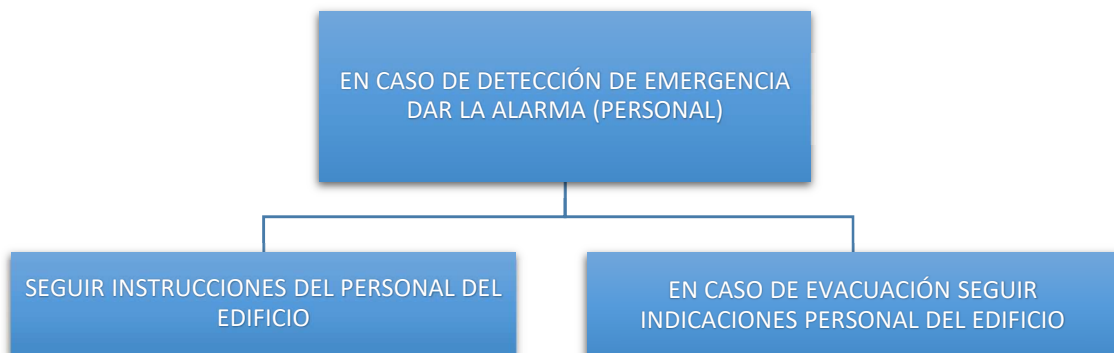 EN CASO DE DETECCIÓN DE EMERGENCIA
DAR LA ALARMA (PERSONAL)
SEGUIR INSTRUCCIONES DEL PERSONAL DEL
EDIFICIO
EN CASO DE EVACUACIÓN SEGUIR
INDICACIONES PERSONAL DEL EDIFICIO